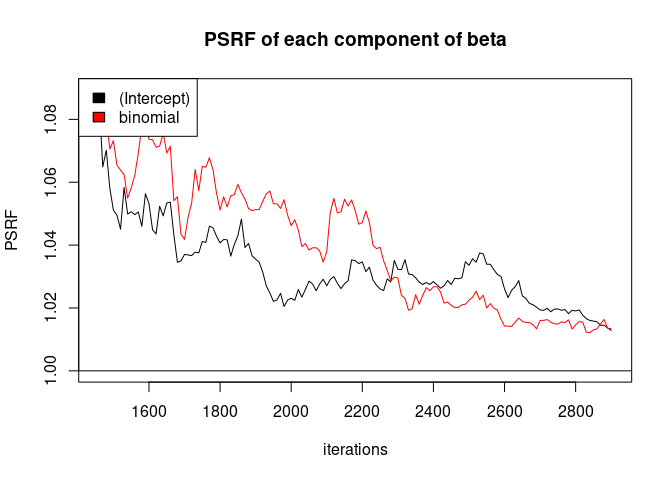 PSRF of each component of beta
(Intercept)
binomial
PSRF
1.08
1.06
1.04
1.02
1.00
1600 1800 2000 2200 2400 2600 2800
iterations